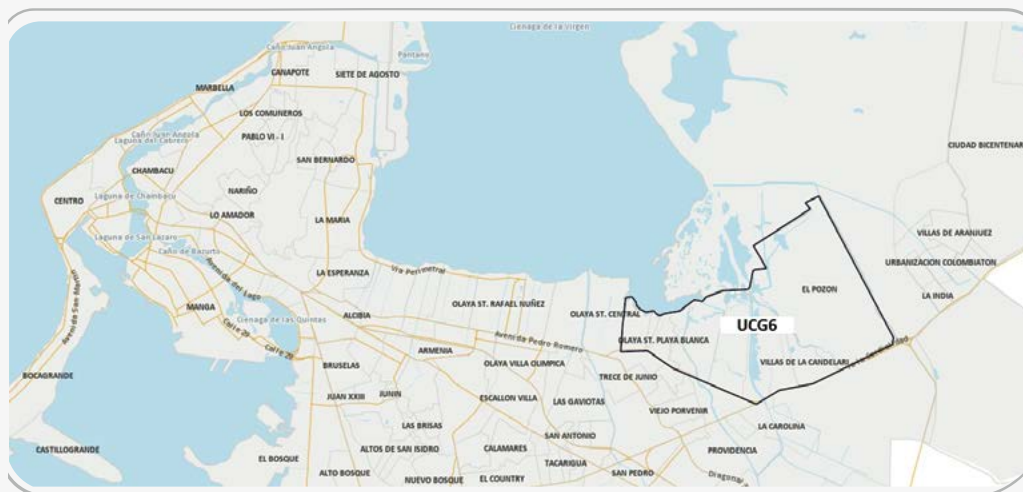 Cienaga de la Virgen
Caño Juan Angola
Pantano
CANAPOTE
SIETE DE AGOSTO
MARBELLA
LOS COMUNEROS
Caño Juan Angola
Laguna del Cabrero
PABLO VI - I
CIUDAD BICENTENAR
SAN BERNARDO
CHAMBACU
NARIÑO
Laguna de Chambacu
CENTRO
LO AMADOR
LA MARIA
VILLAS DE ARANJUEZ
Laguna de San Lazaro
Caño de Bazurto
Avenida del Lago
URBANIZACION COLOMBIATON
LA ESPERANZA
Via Perimetral
EL POZON
LA INDIA
Avenida San Martin
MANGA
OLAYA ST. RAFAEL NUÑEZ
OLAYA ST. CENTRAL
Cienaga de las Quintas
ALCIBIA
UCG6
Calle 29
Avenida Pedro Romero
OLAYA ST. PLAYA BLANCA
Calle 28
ARMENIA
BRUSELAS
OLAYA VILLA OLIMPICA
VILLAS DE LA CANDELARI
BOCAGRANDE
TRECE DE JUNIO
JUAN XXIII
JUNIN
ESCALLON VILLA
LAS GAVIOTAS
VIEJO PORVENIR
LAS BRISAS
LA CAROLINA
SAN ANTONIO
CASTILLOGRANDE
ALTOS DE SAN ISIDRO
CALAMARES
PROVIDENCIA
EL BOSQUE
TACARIGUA
ALTO BOSQUE
NUEVO BOSQUE
EL COUNTRY
SAN PEDRO
Diagonal